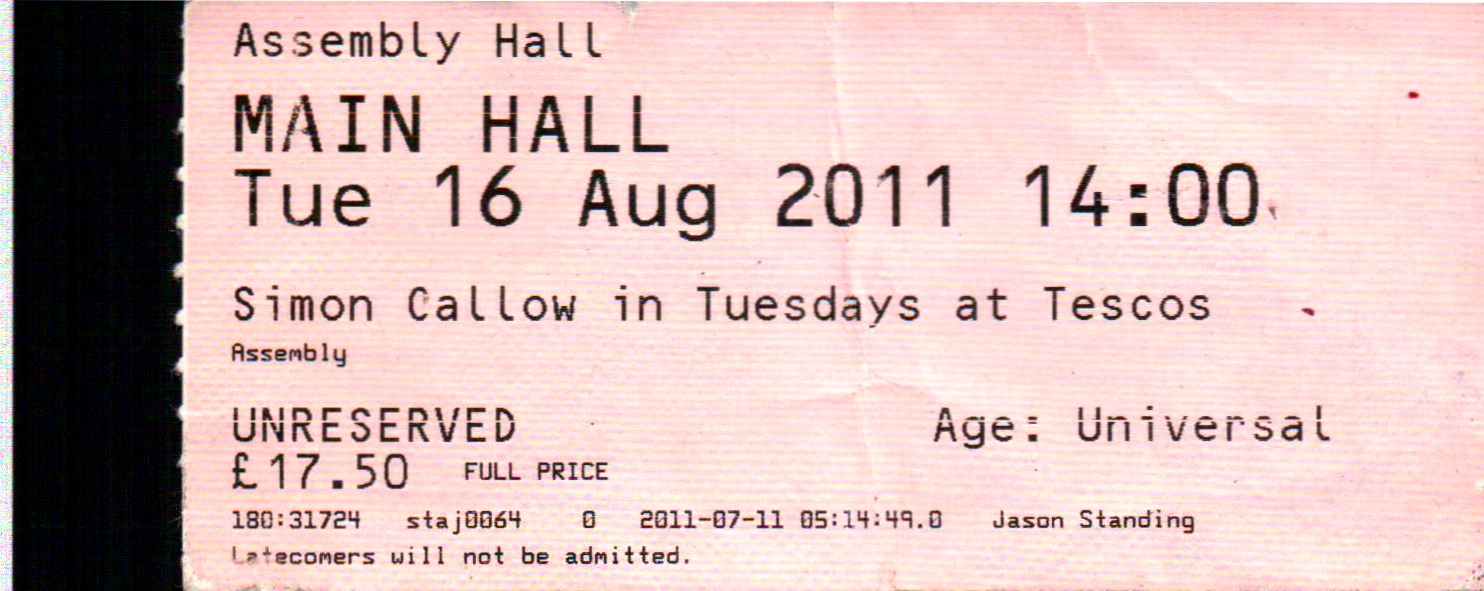 Assembly Hall
MAIN HALL
Tue 16 Aug 2011 14:00
Simon Callow in Tuesdays at Tescos
Assembly
UNRESERVED Age: Universal
£17.50 FULL PRICE
180:31724 staj0064 0 2011-07-11 05:14:49.0 Jason Standing
Latecomers will not be admitted.